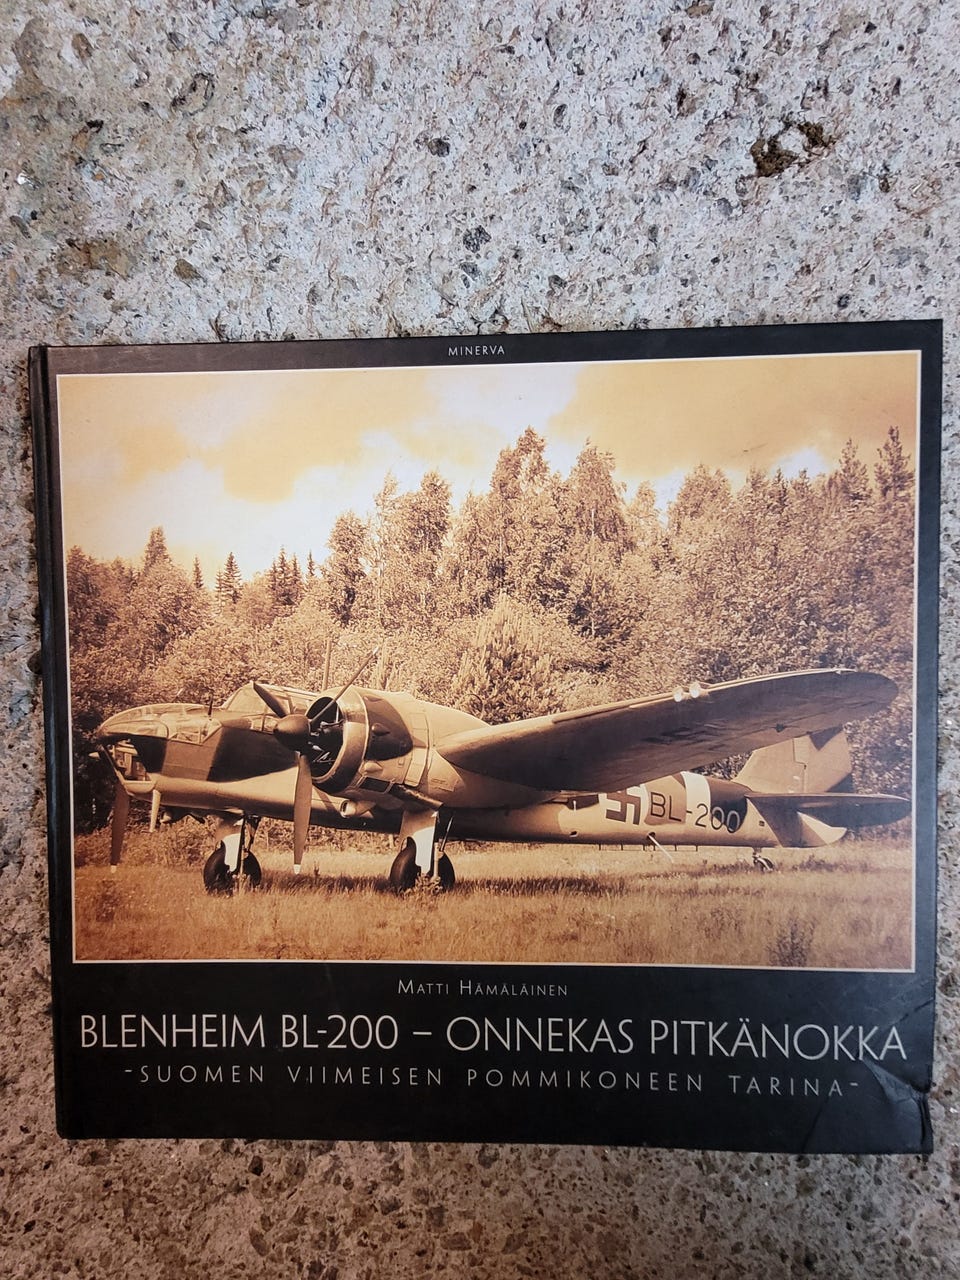 MINERVA
BL-200
MATTI HÄMÄLÄINEN
BLENHEIM BL-200 – ONNEKAS PITKÄNOKKA
-SUOMEN VIIMEISEN POMMIKONEEN TARINA-